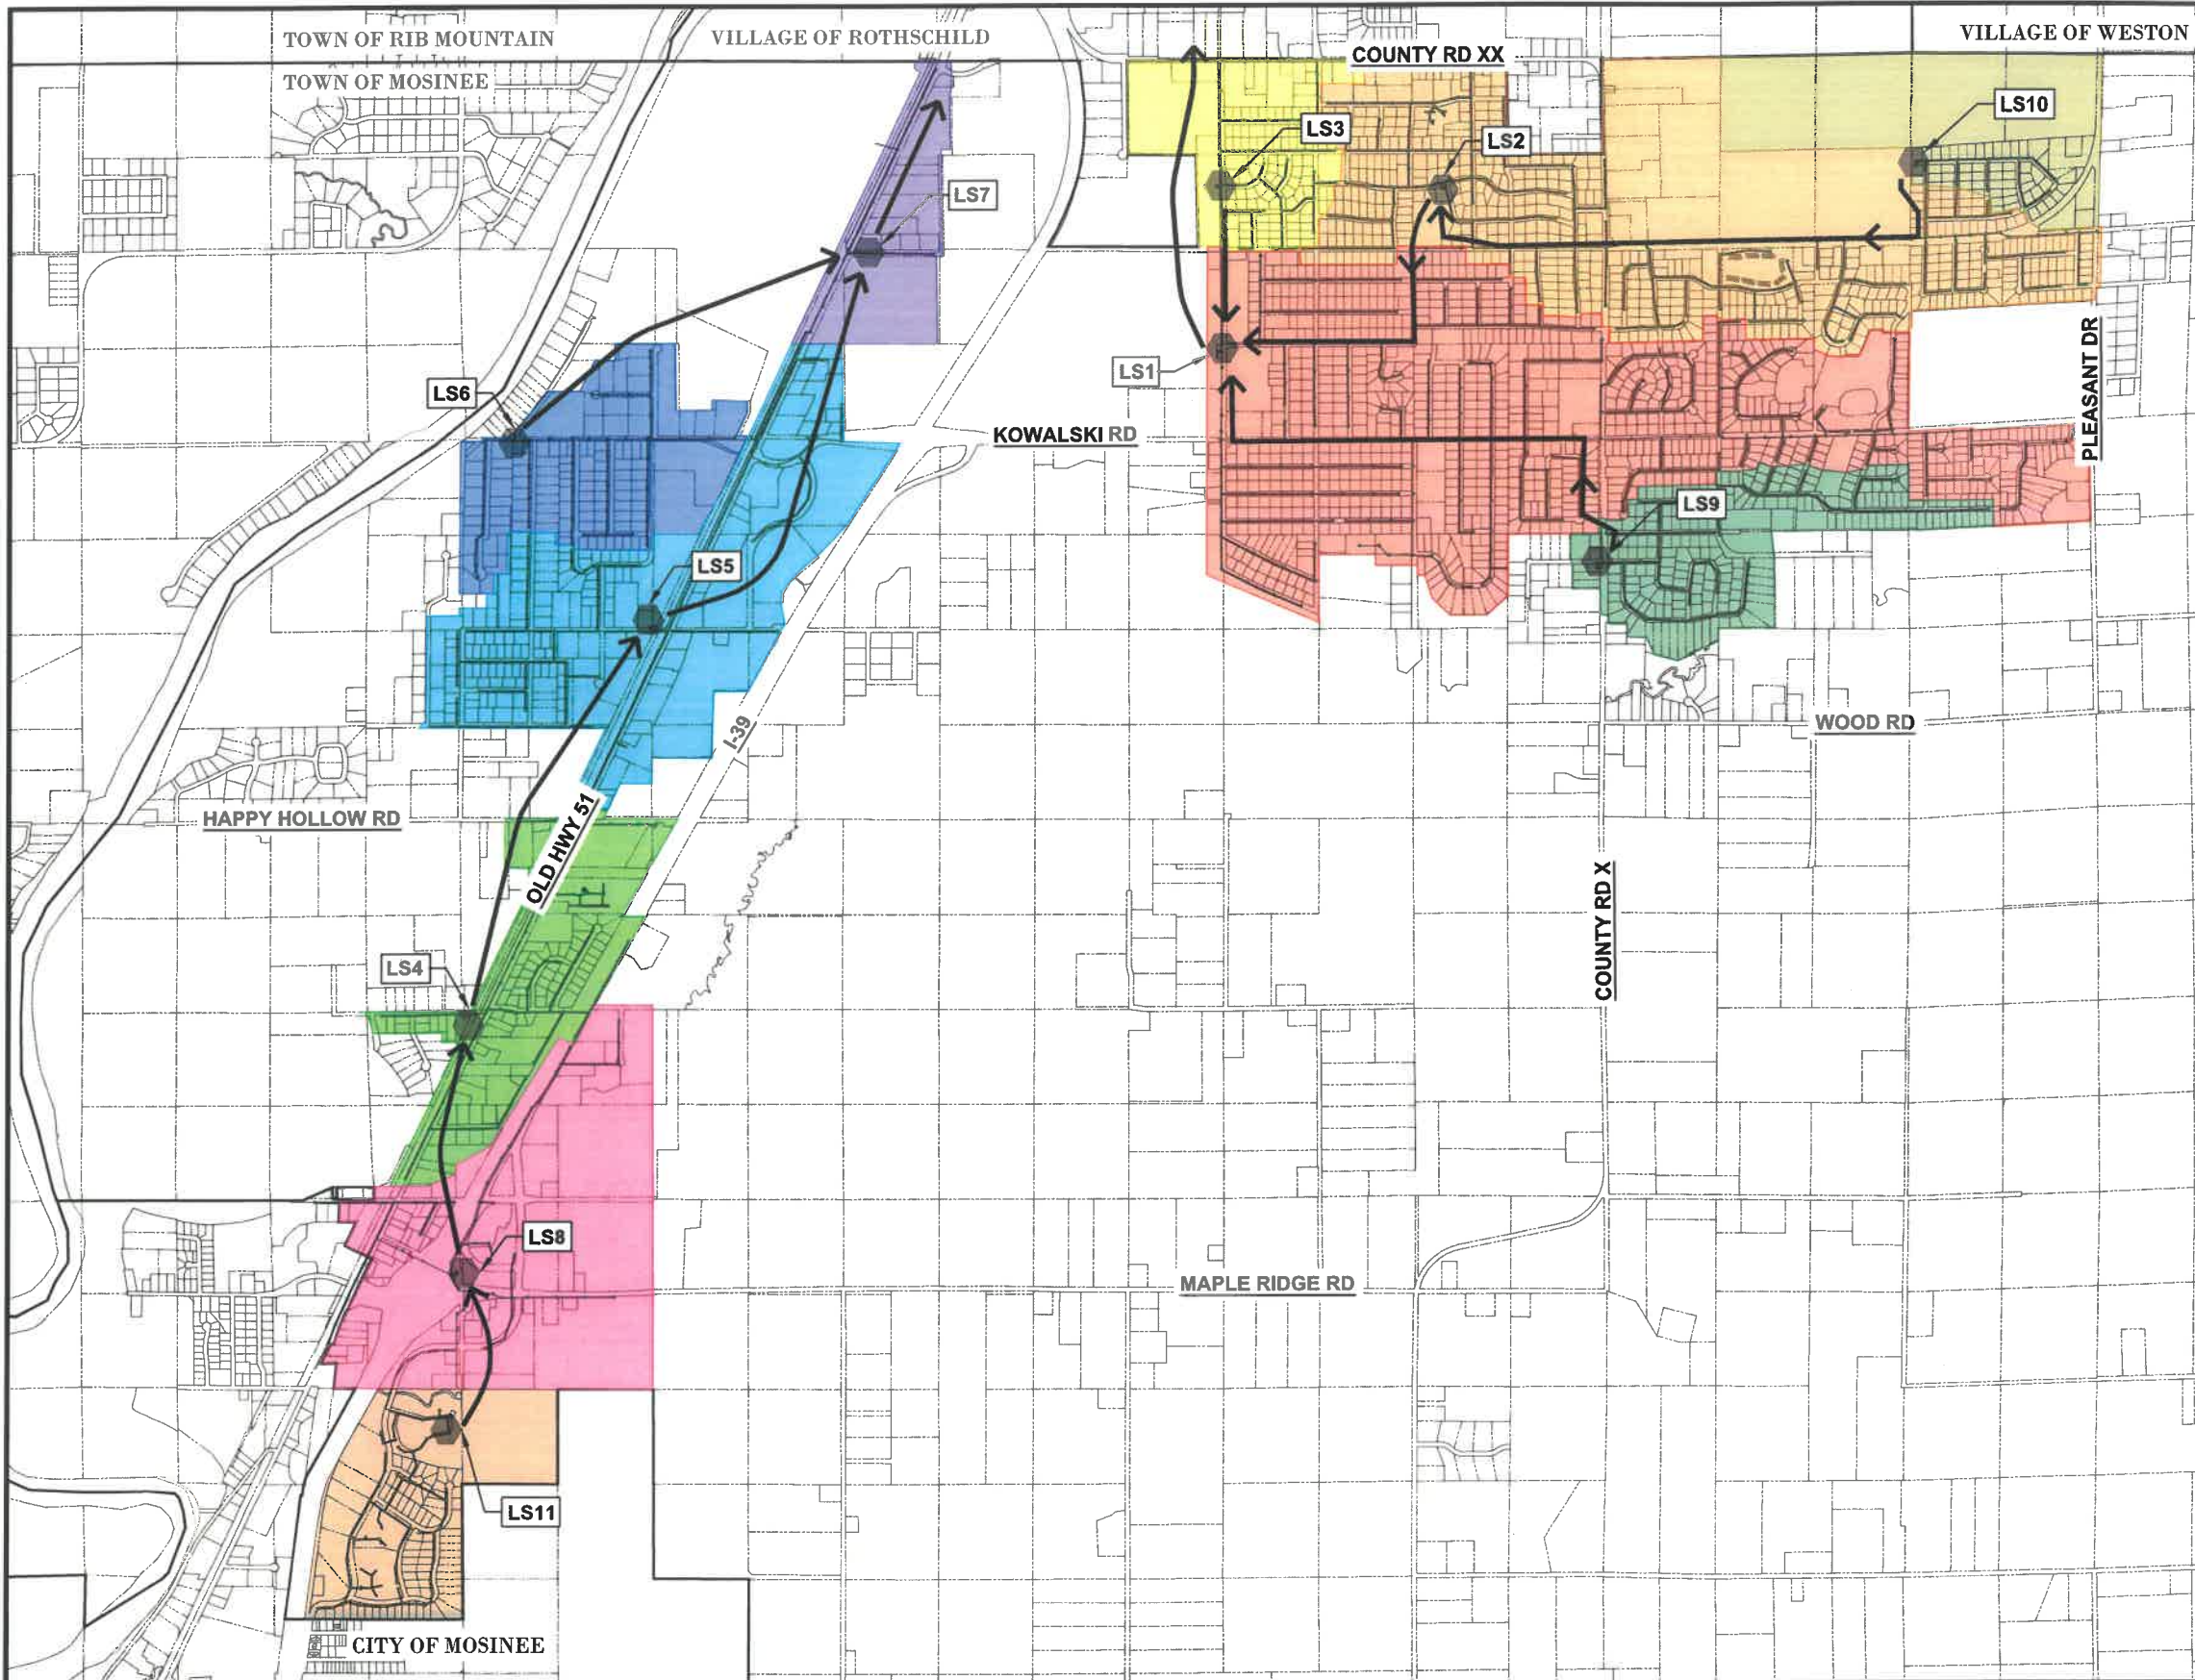 TOWN OF RIB MOUNTAIN
VILLAGE OF ROTHSCHILD
VILLAGE OF WESTON
COUNTY RD XX
TOWN OF MOSINEE
LS10
LS3
LS2
LS7
LS1
LS6
PLEASANT DR
KOWALSKI RD
LS9
LS5
I-39
WOOD RD
HAPPY HOLLOW RD
OLD HWY 51
COUNTY RD X
LS4
LS8
MAPLE RIDGE RD
LS11
CITY OF MOSINEE